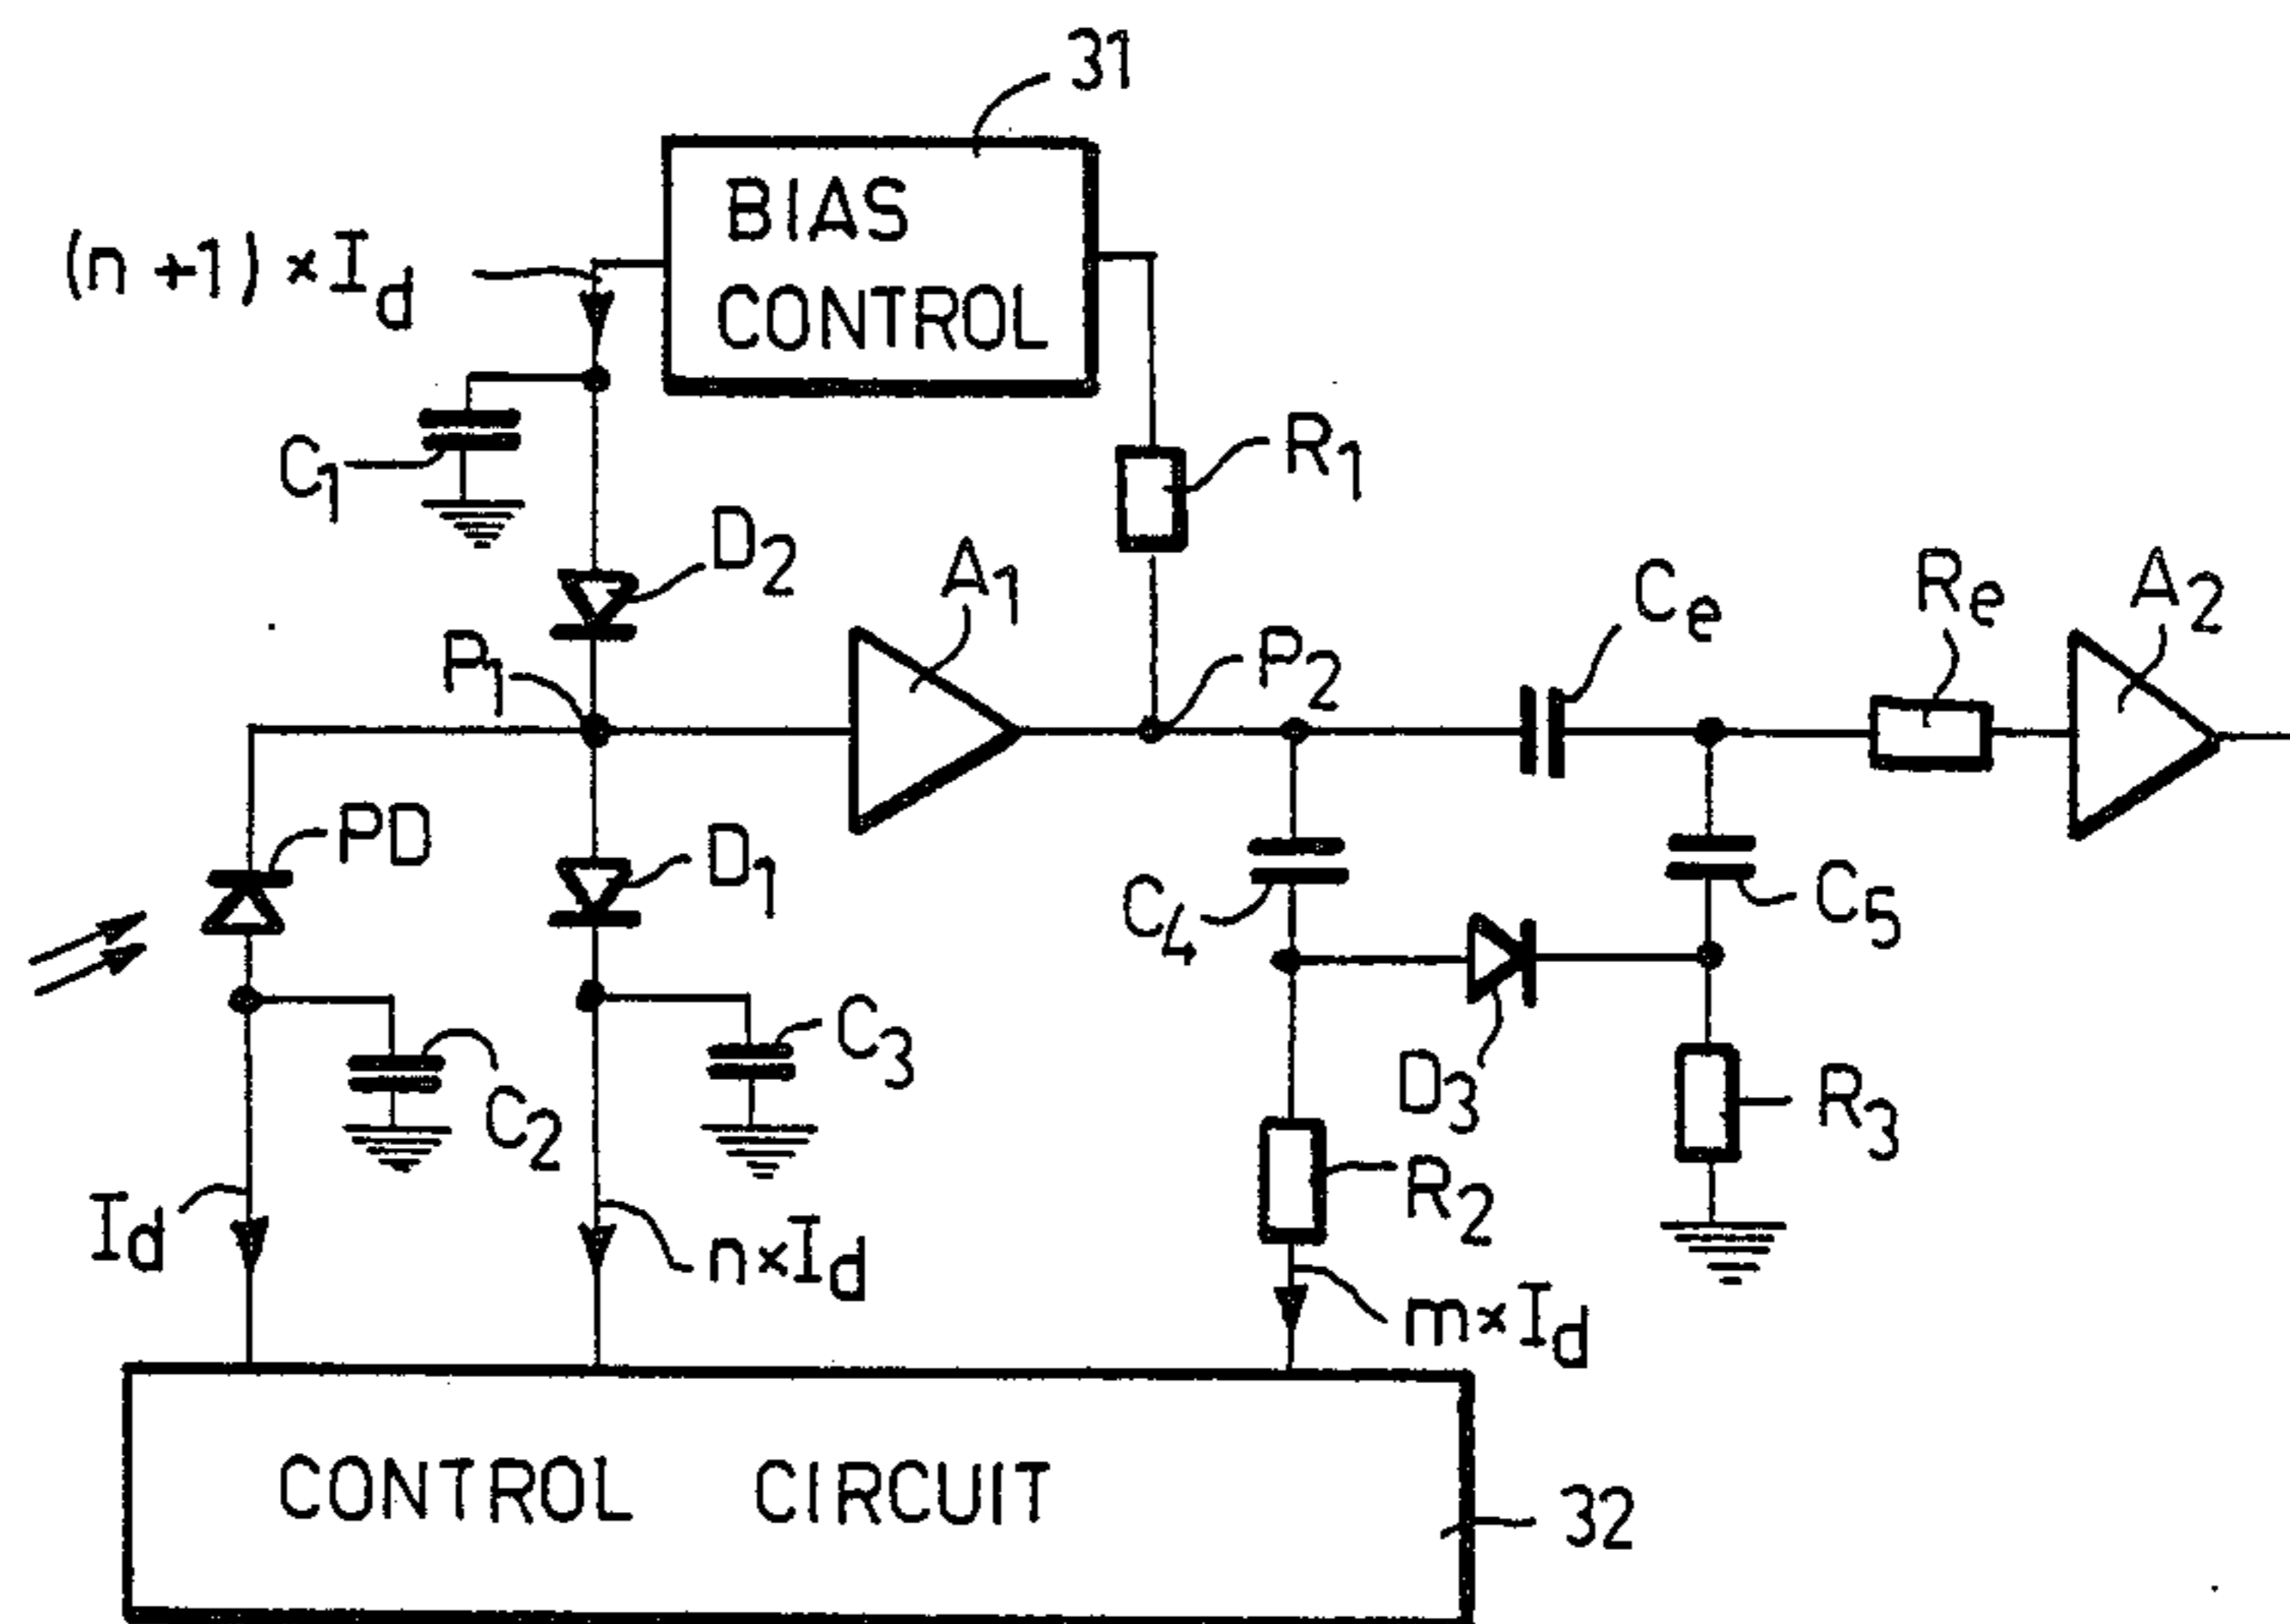 31
BIAS
CONTROL
(n+1)×Id
C1
R1
D2
A1
P1
P2
Ce
Re
A2
PD
D1
C4
C5
C3
C2
D3
R3
R2
Id
n×Id
m×Id
CONTROL CIRCUIT
32